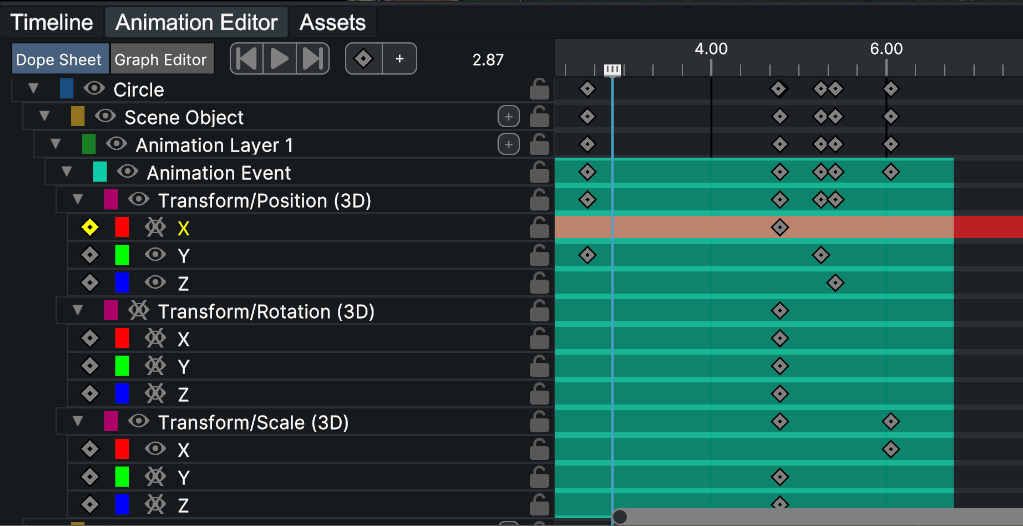 Timeline Animation Editor Assets
Dope Sheet Graph Editor + 2.87 4.00 6.00
Circle
Scene Object +
Animation Layer 1 +
Animation Event
Transform/Position (3D)
X
Y
Z
Transform/Rotation (3D)
X
Y
Z
Transform/Scale (3D)
X
Y
Z